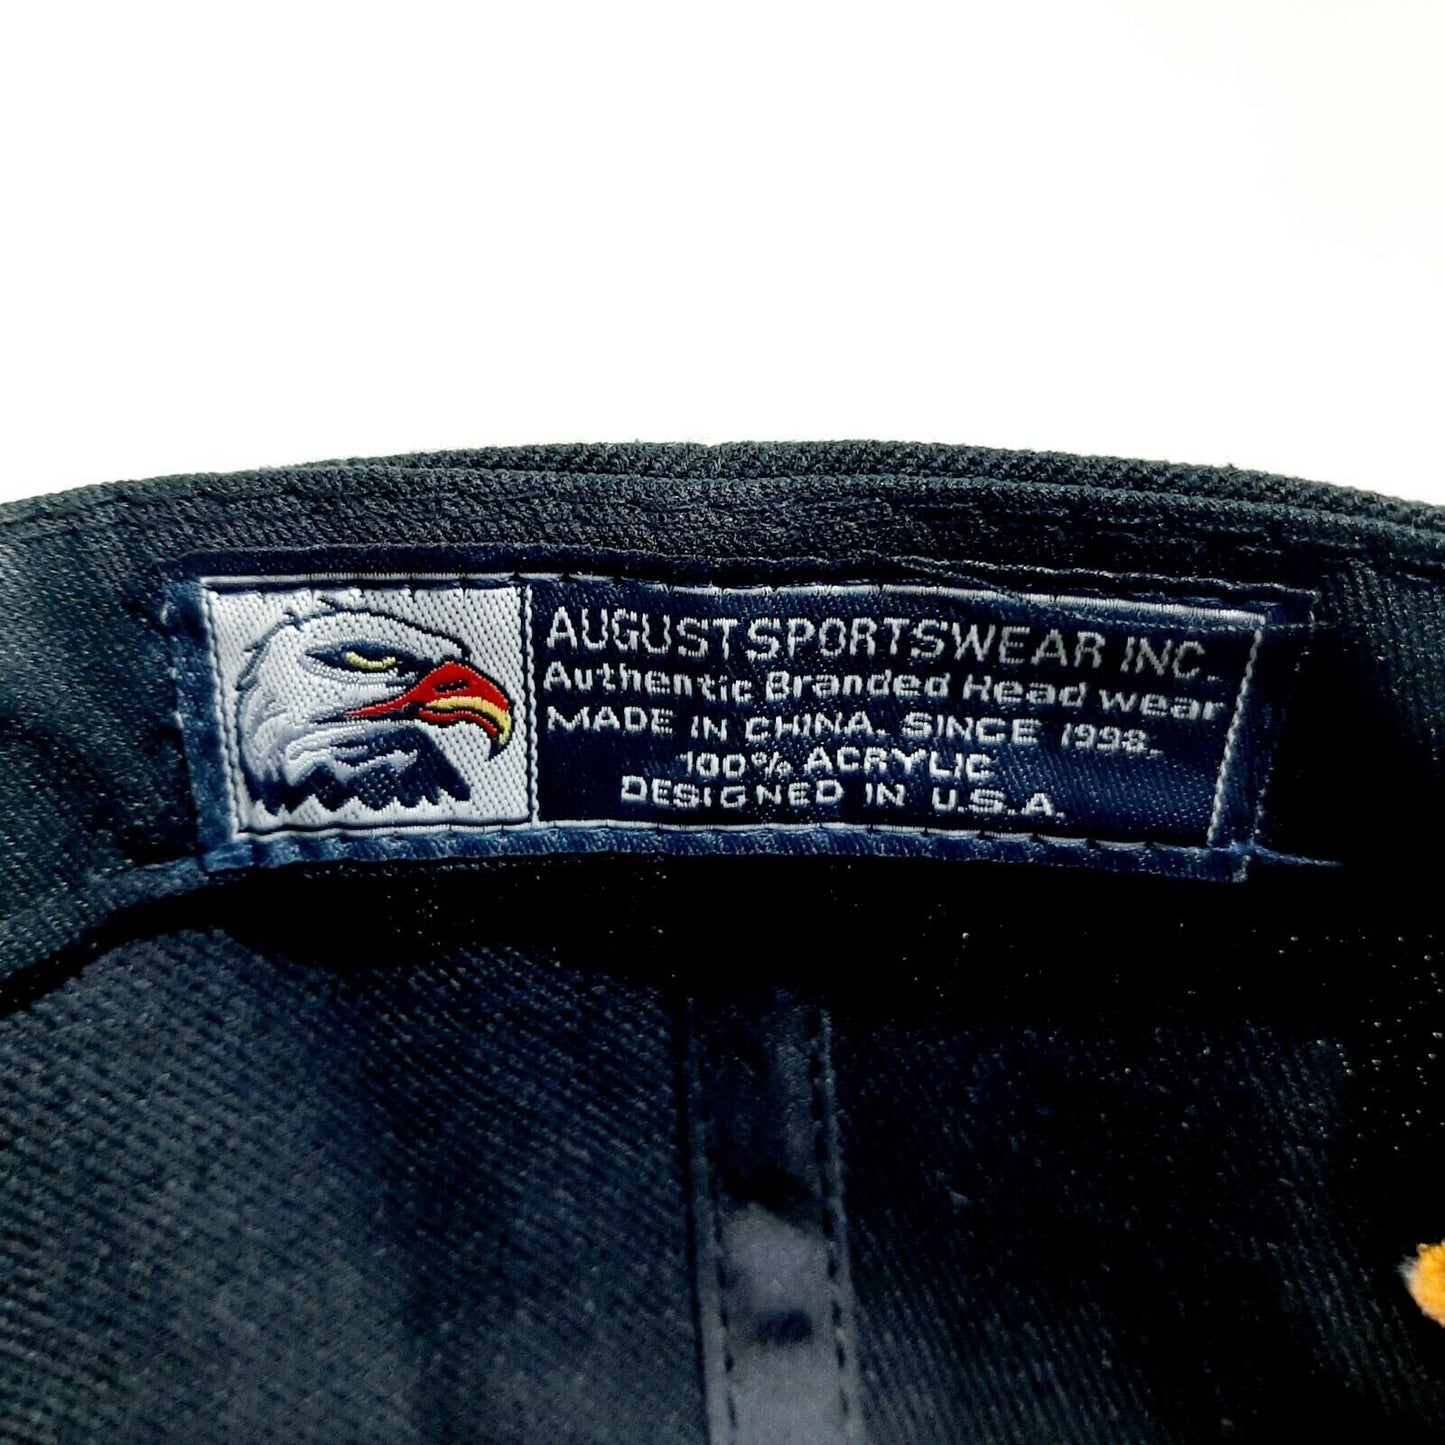 AUGUST SPORTSWEAR INC.
Authentic Branded Head wear
MADE IN CHINA. SINCE 1998.
100% ACRYLIC
DESIGNED IN U.S.A.